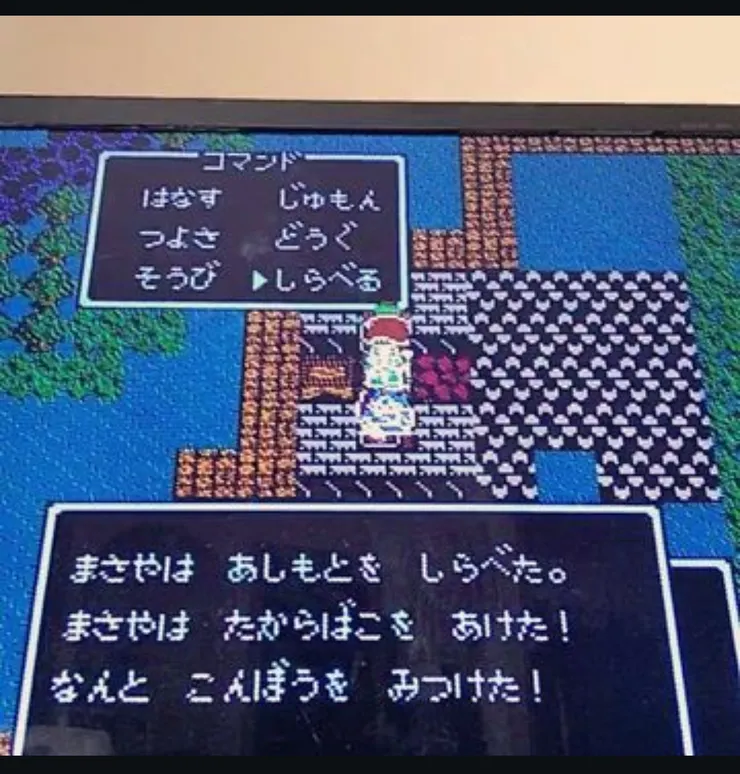 コマンド
はなす じゅもん
つよさ どうぐ
そうび ▶しらべる
まさやは あしもとを しらべた。
まさやは たからばこを あけた！
なんと こんぼうを みつけた！